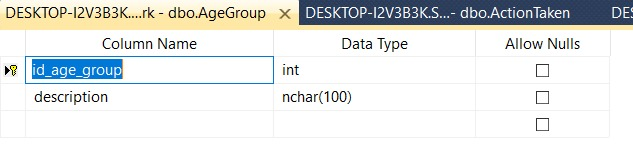 DESKTOP-I2V3B3K....rk - dbo.AgeGroup DESKTOP-I2V3B3K.S...- dbo.ActionTaken DES
Column Name Data Type Allow Nulls
id_age_group int
description nchar(100)